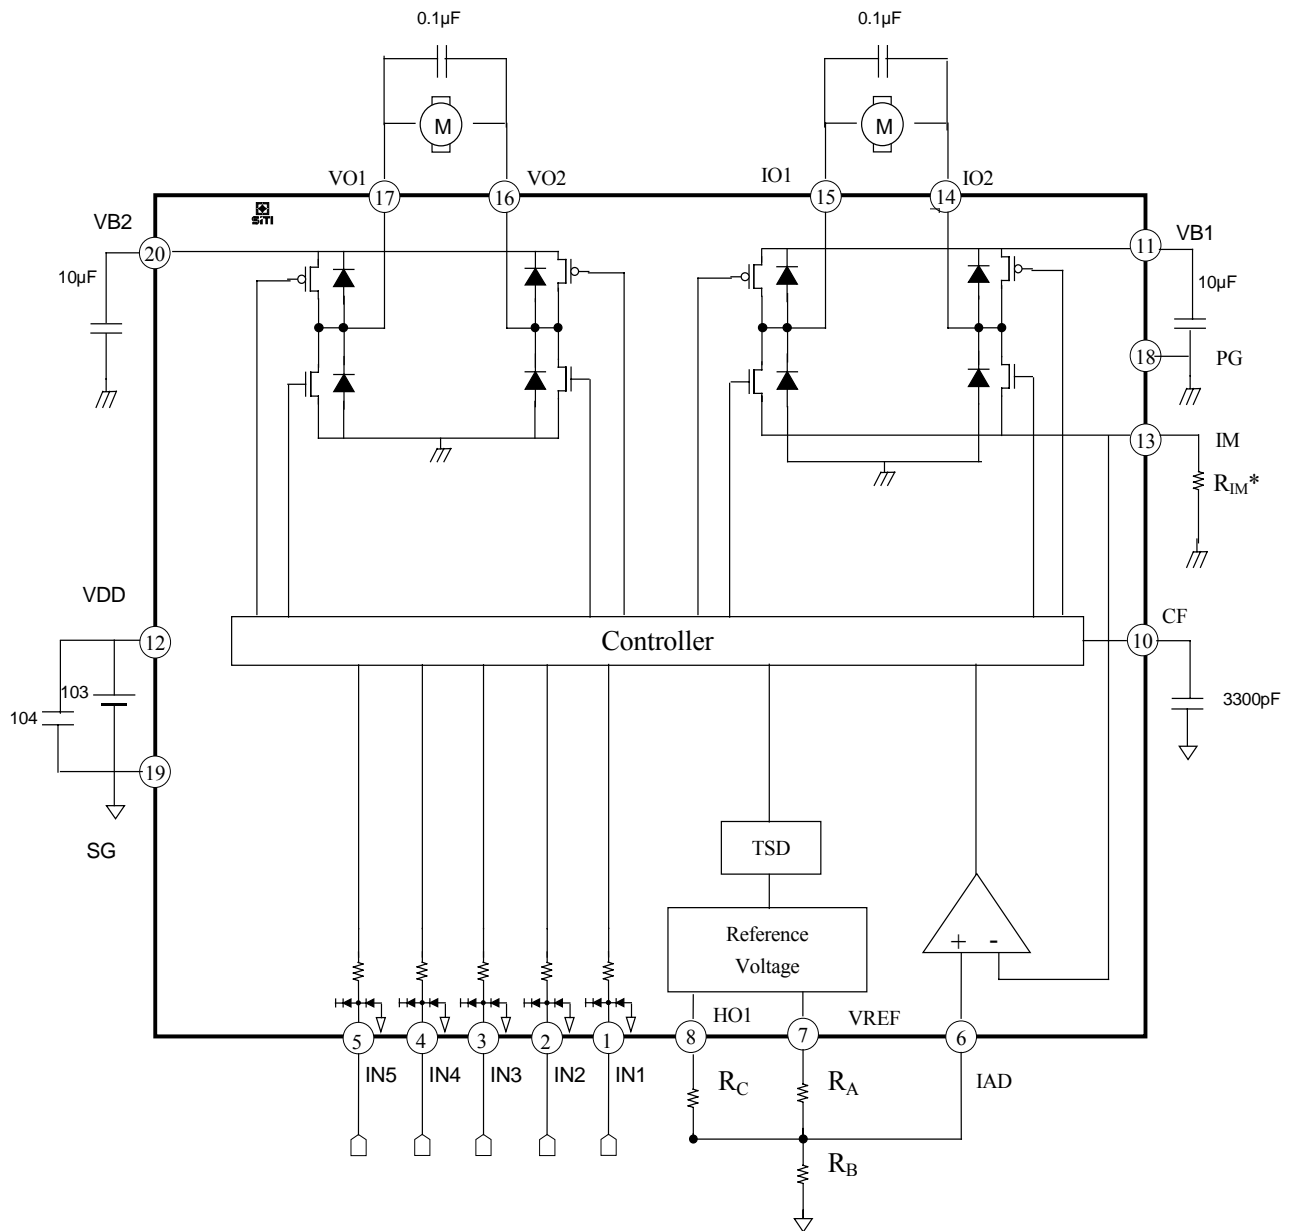 0.1µF
0.1µF
M
M
VO1
17
16
VO2
IO1
15
14
IO2
SiTI
VB2
20
11
VB1
10µF
10µF
18
PG
13
IM
RIM*
VDD
12
Controller
CF
10
103
104
3300pF
19
SG
TSD
Reference
Voltage
+ -
5
IN5
4
IN4
3
IN3
2
IN2
1
IN1
8
HO1
7
VREF
6
IAD
RC
RA
RB